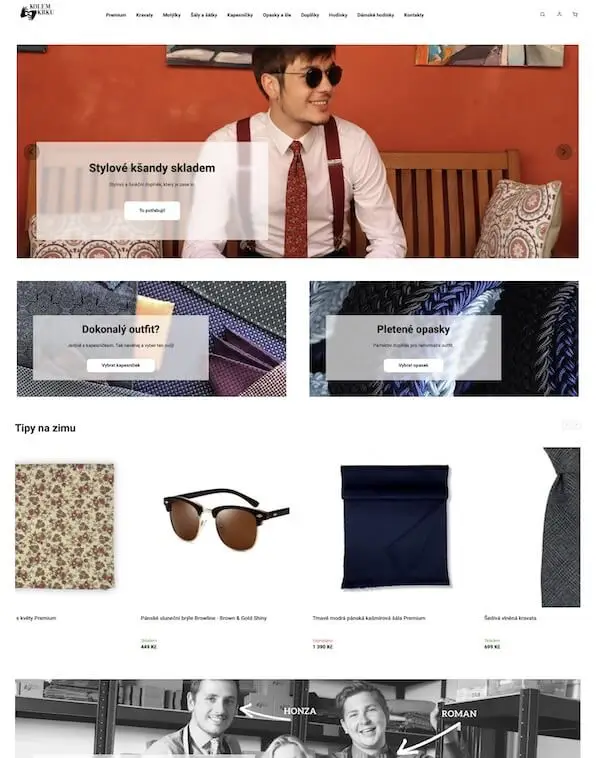 KOLEM
KRKU
Premium Kravaty Motýlky Šály a šátky Kapesníčky Opasky a šle Doplňky Hodinky Dámské hodinky Kontakty
Stylové kšandy skladem
Stylový a funkční doplněk, který je zase in.
To potřebuji!
Dokonalý outfit?
Jedině s kapesníčkem. Tak neváhej a vyber ten svůj!
Vybrat kapesníček
Pletené opasky
Perfektní doplněk pro neformální outfit.
Vybrat opasek
Tipy na zimu
s květy Premium
Pánské sluneční brýle Browline - Brown & Gold Shiny
Skladem
449 Kč
Tmavě modrá pánská kašmírová šála Premium
1 390 Kč
Šedivá vlněná kravata
Skladem
699 Kč
HONZA
ROMAN